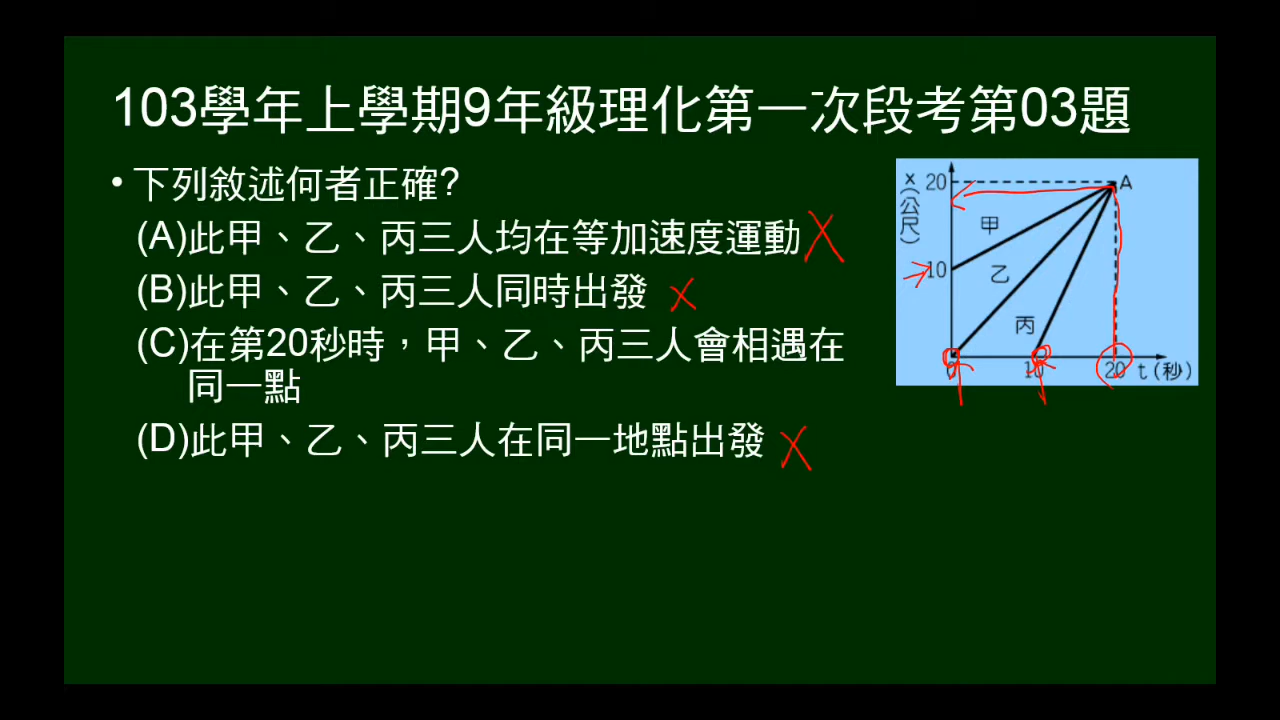 103學年上學期9年級理化第一次段考第03題
• 下列敘述何者正確?
(A)此甲、乙、丙三人均在等加速度運動
(B)此甲、乙、丙三人同時出發
(C)在第20秒時，甲、乙、丙三人會相遇在
同一點
(D)此甲、乙、丙三人在同一地點出發
x(公尺)
20
A
甲
10
乙
丙
0 10 20 t(秒)